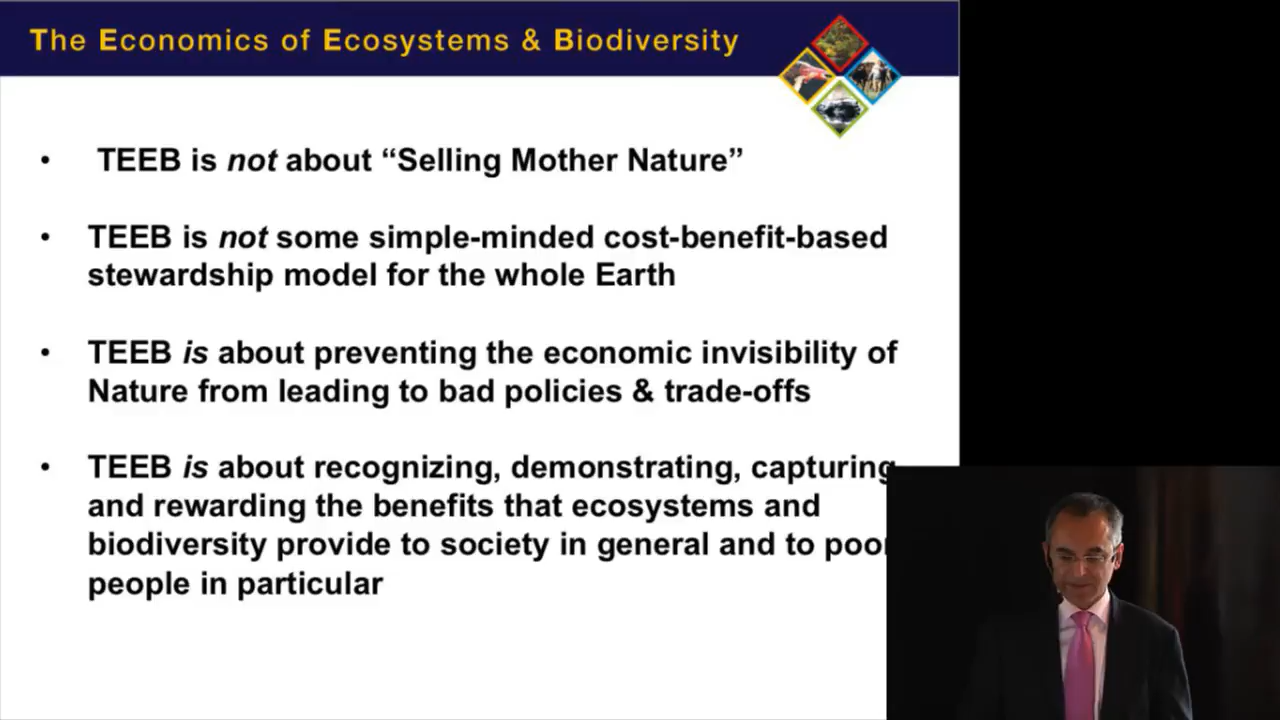 The Economics of Ecosystems & Biodiversity
• TEEB is not about “Selling Mother Nature”
• TEEB is not some simple-minded cost-benefit-based
stewardship model for the whole Earth
• TEEB is about preventing the economic invisibility of
Nature from leading to bad policies & trade-offs
• TEEB is about recognizing, demonstrating, capturing
and rewarding the benefits that ecosystems and
biodiversity provide to society in general and to poor
people in particular